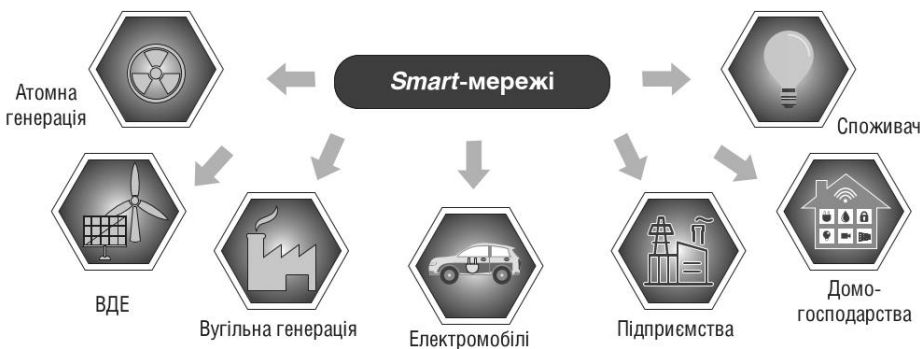 Smart-мережі
Атомна
генерація
Споживач
ВДЕ
Вугільна генерація
Електромобілі
Підприємства
Домо-
господарства